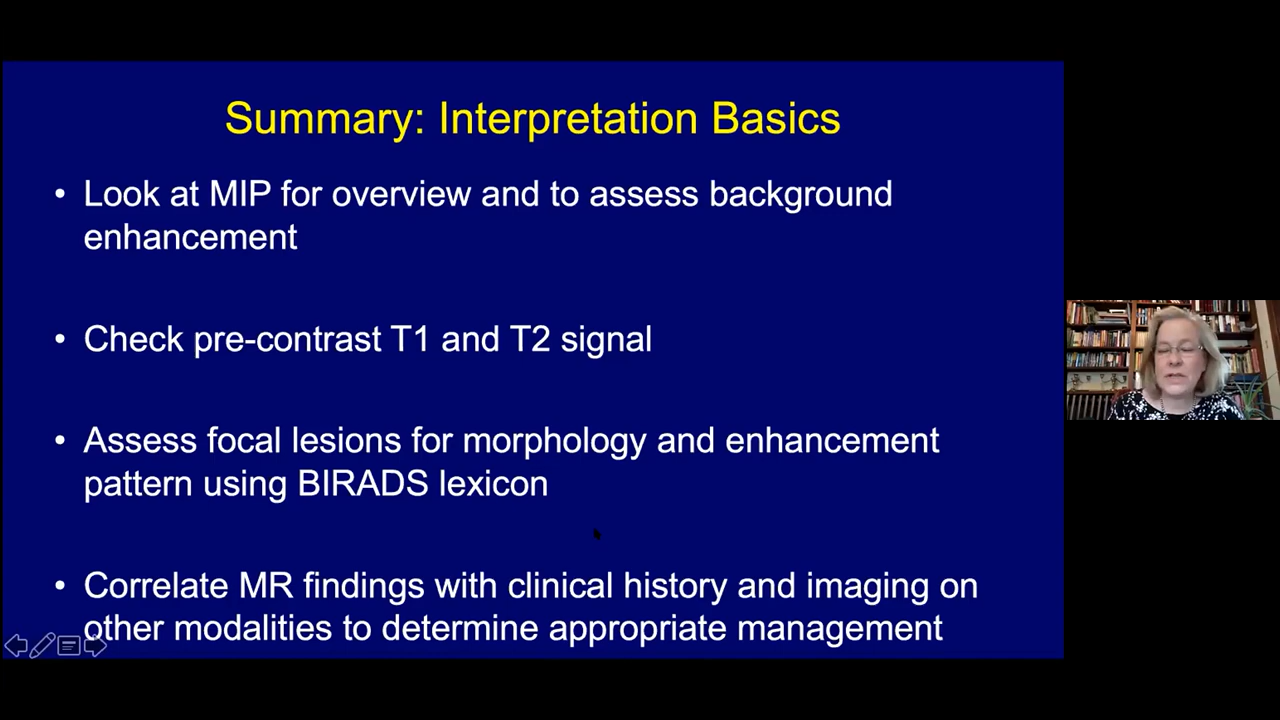 Summary: Interpretation Basics
• Look at MIP for overview and to assess background
enhancement
• Check pre-contrast T1 and T2 signal
• Assess focal lesions for morphology and enhancement
pattern using BIRADS lexicon
• Correlate MR findings with clinical history and imaging on
other modalities to determine appropriate management